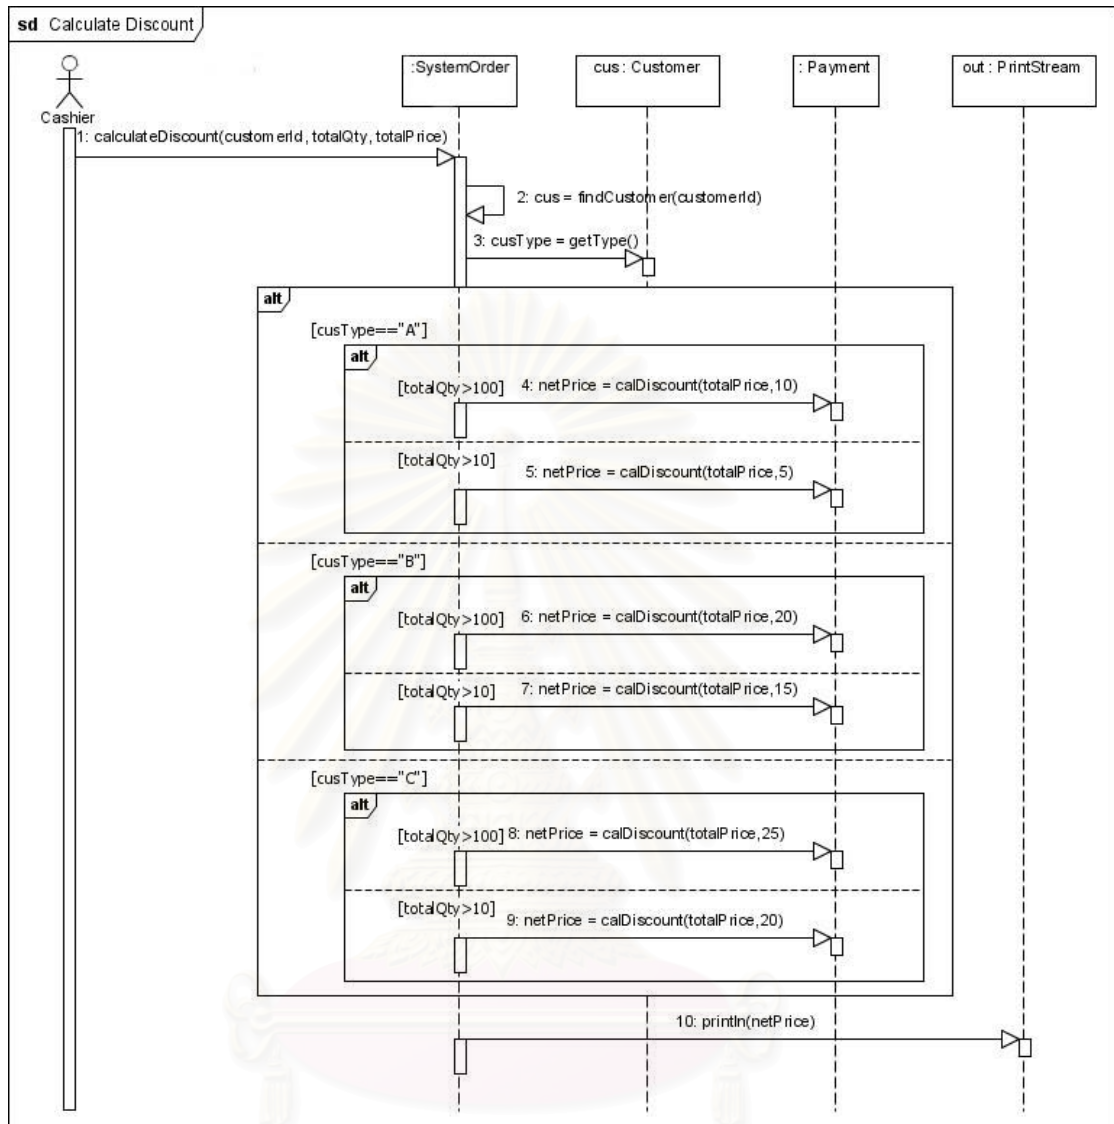 sd Calculate Discount
:SystemOrder
cus : Customer
: Payment
out : PrintStream
Cashier
1: calculateDiscount(customerId, totalQty, totalPrice)
2: cus = findCustomer(customerId)
3: cusType = getType()
alt
[cusType=="A"]
alt
[totalQty>100]
4: netPrice = calDiscount(totalPrice,10)
[totalQty>10]
5: netPrice = calDiscount(totalPrice,5)
[cusType=="B"]
alt
[totalQty>100]
6: netPrice = calDiscount(totalPrice,20)
[totalQty>10]
7: netPrice = calDiscount(totalPrice,15)
[cusType=="C"]
alt
[totalQty>100]
8: netPrice = calDiscount(totalPrice,25)
[totalQty>10]
9: netPrice = calDiscount(totalPrice,20)
10: println(netPrice)